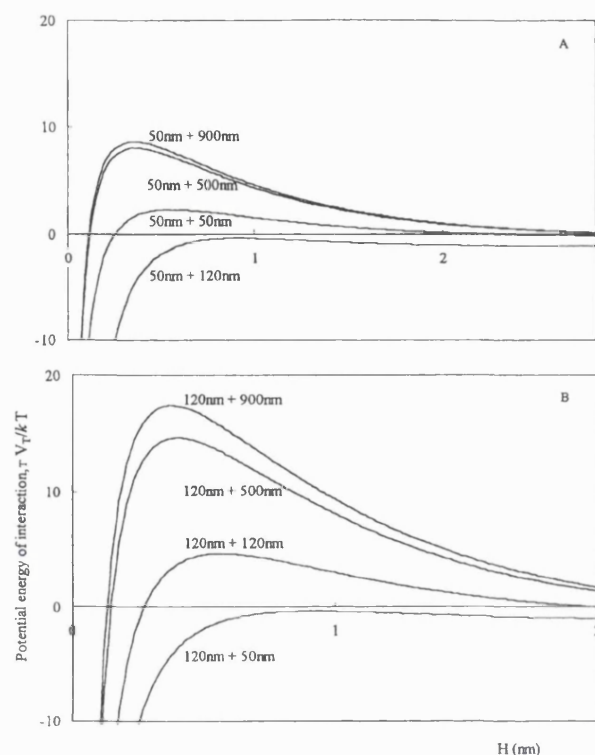 20
A
10
50nm + 900nm
50nm + 500nm
50nm + 50nm
0
0
1
2
50nm + 120nm
-10
20
120nm + 900nm
B
120nm + 500nm
10
120nm + 120nm
0
0
1
120nm + 50nm
-10
Potential energy of interaction, T V_T/kT
H (nm)